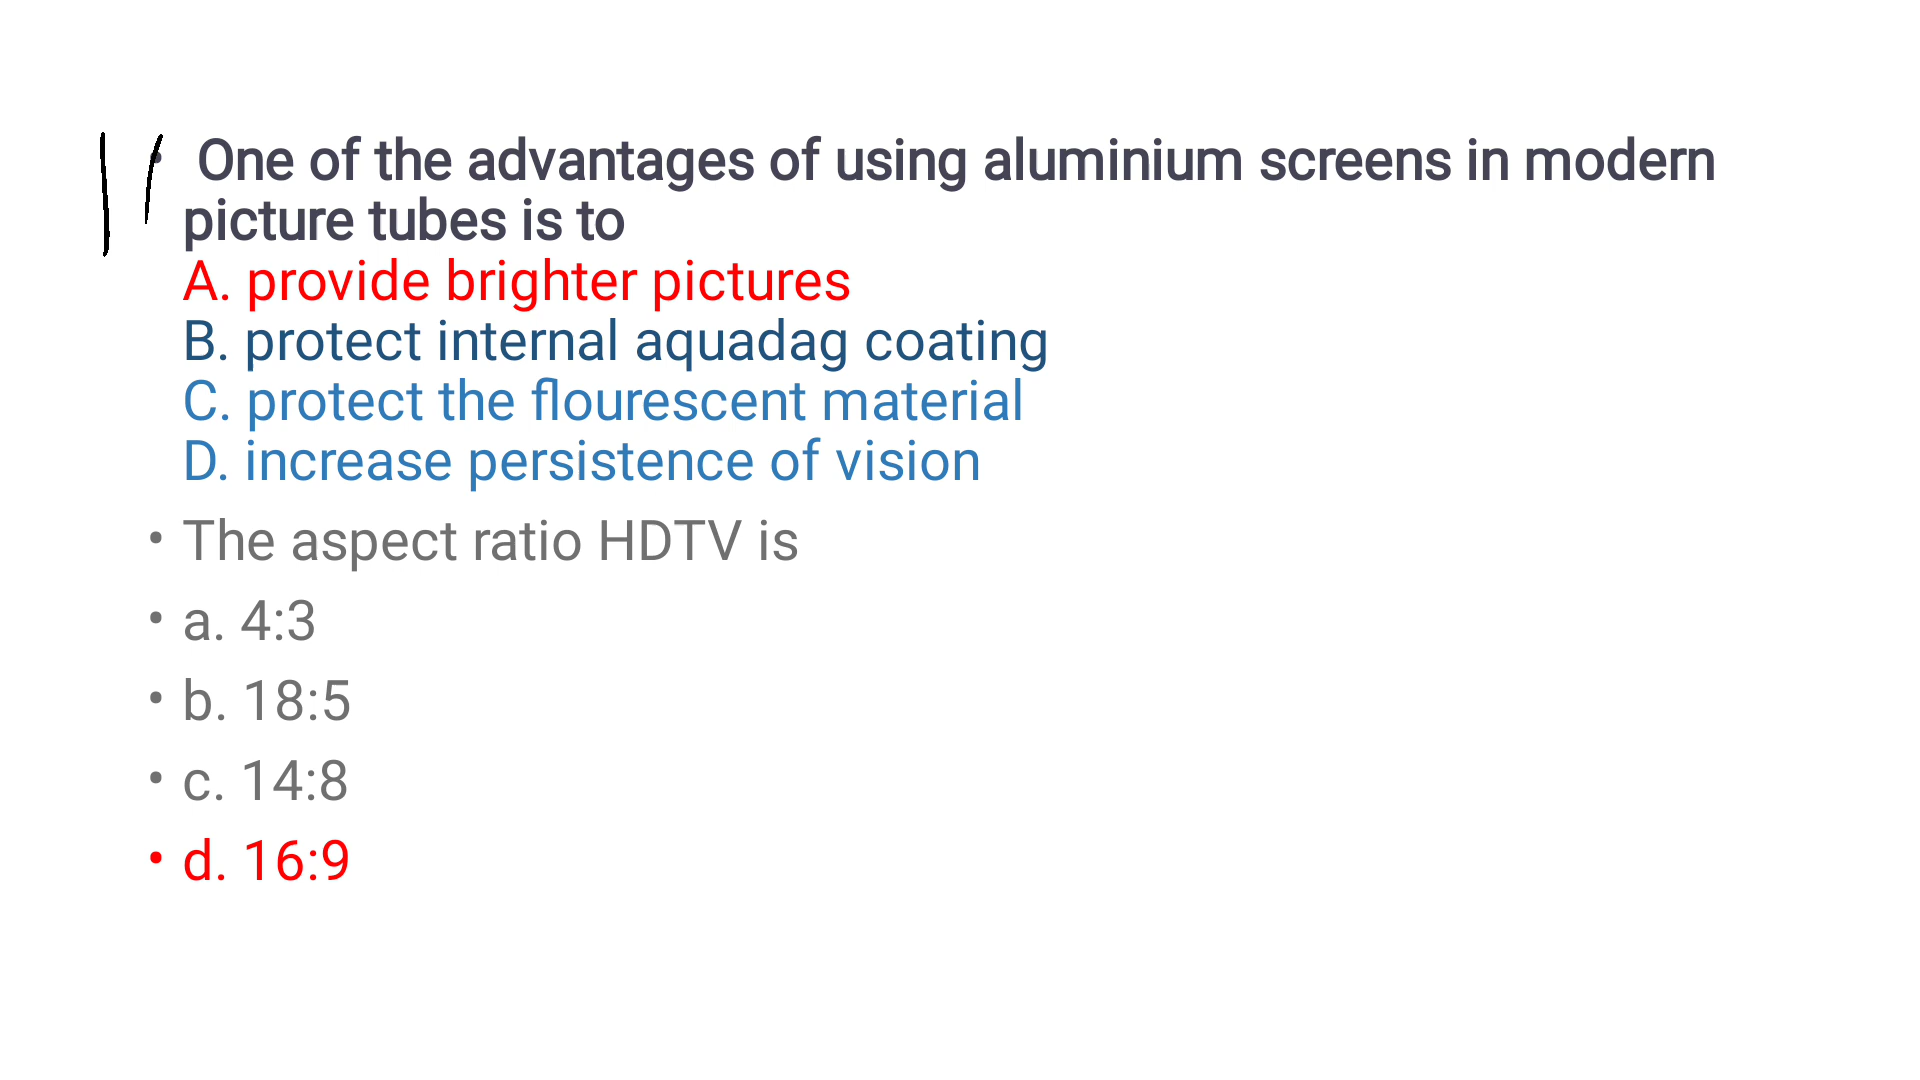 • One of the advantages of using aluminium screens in modern
picture tubes is to
A. provide brighter pictures
B. protect internal aquadag coating
C. protect the flourescent material
D. increase persistence of vision
• The aspect ratio HDTV is
• a. 4:3
• b. 18:5
• c. 14:8
• d. 16:9